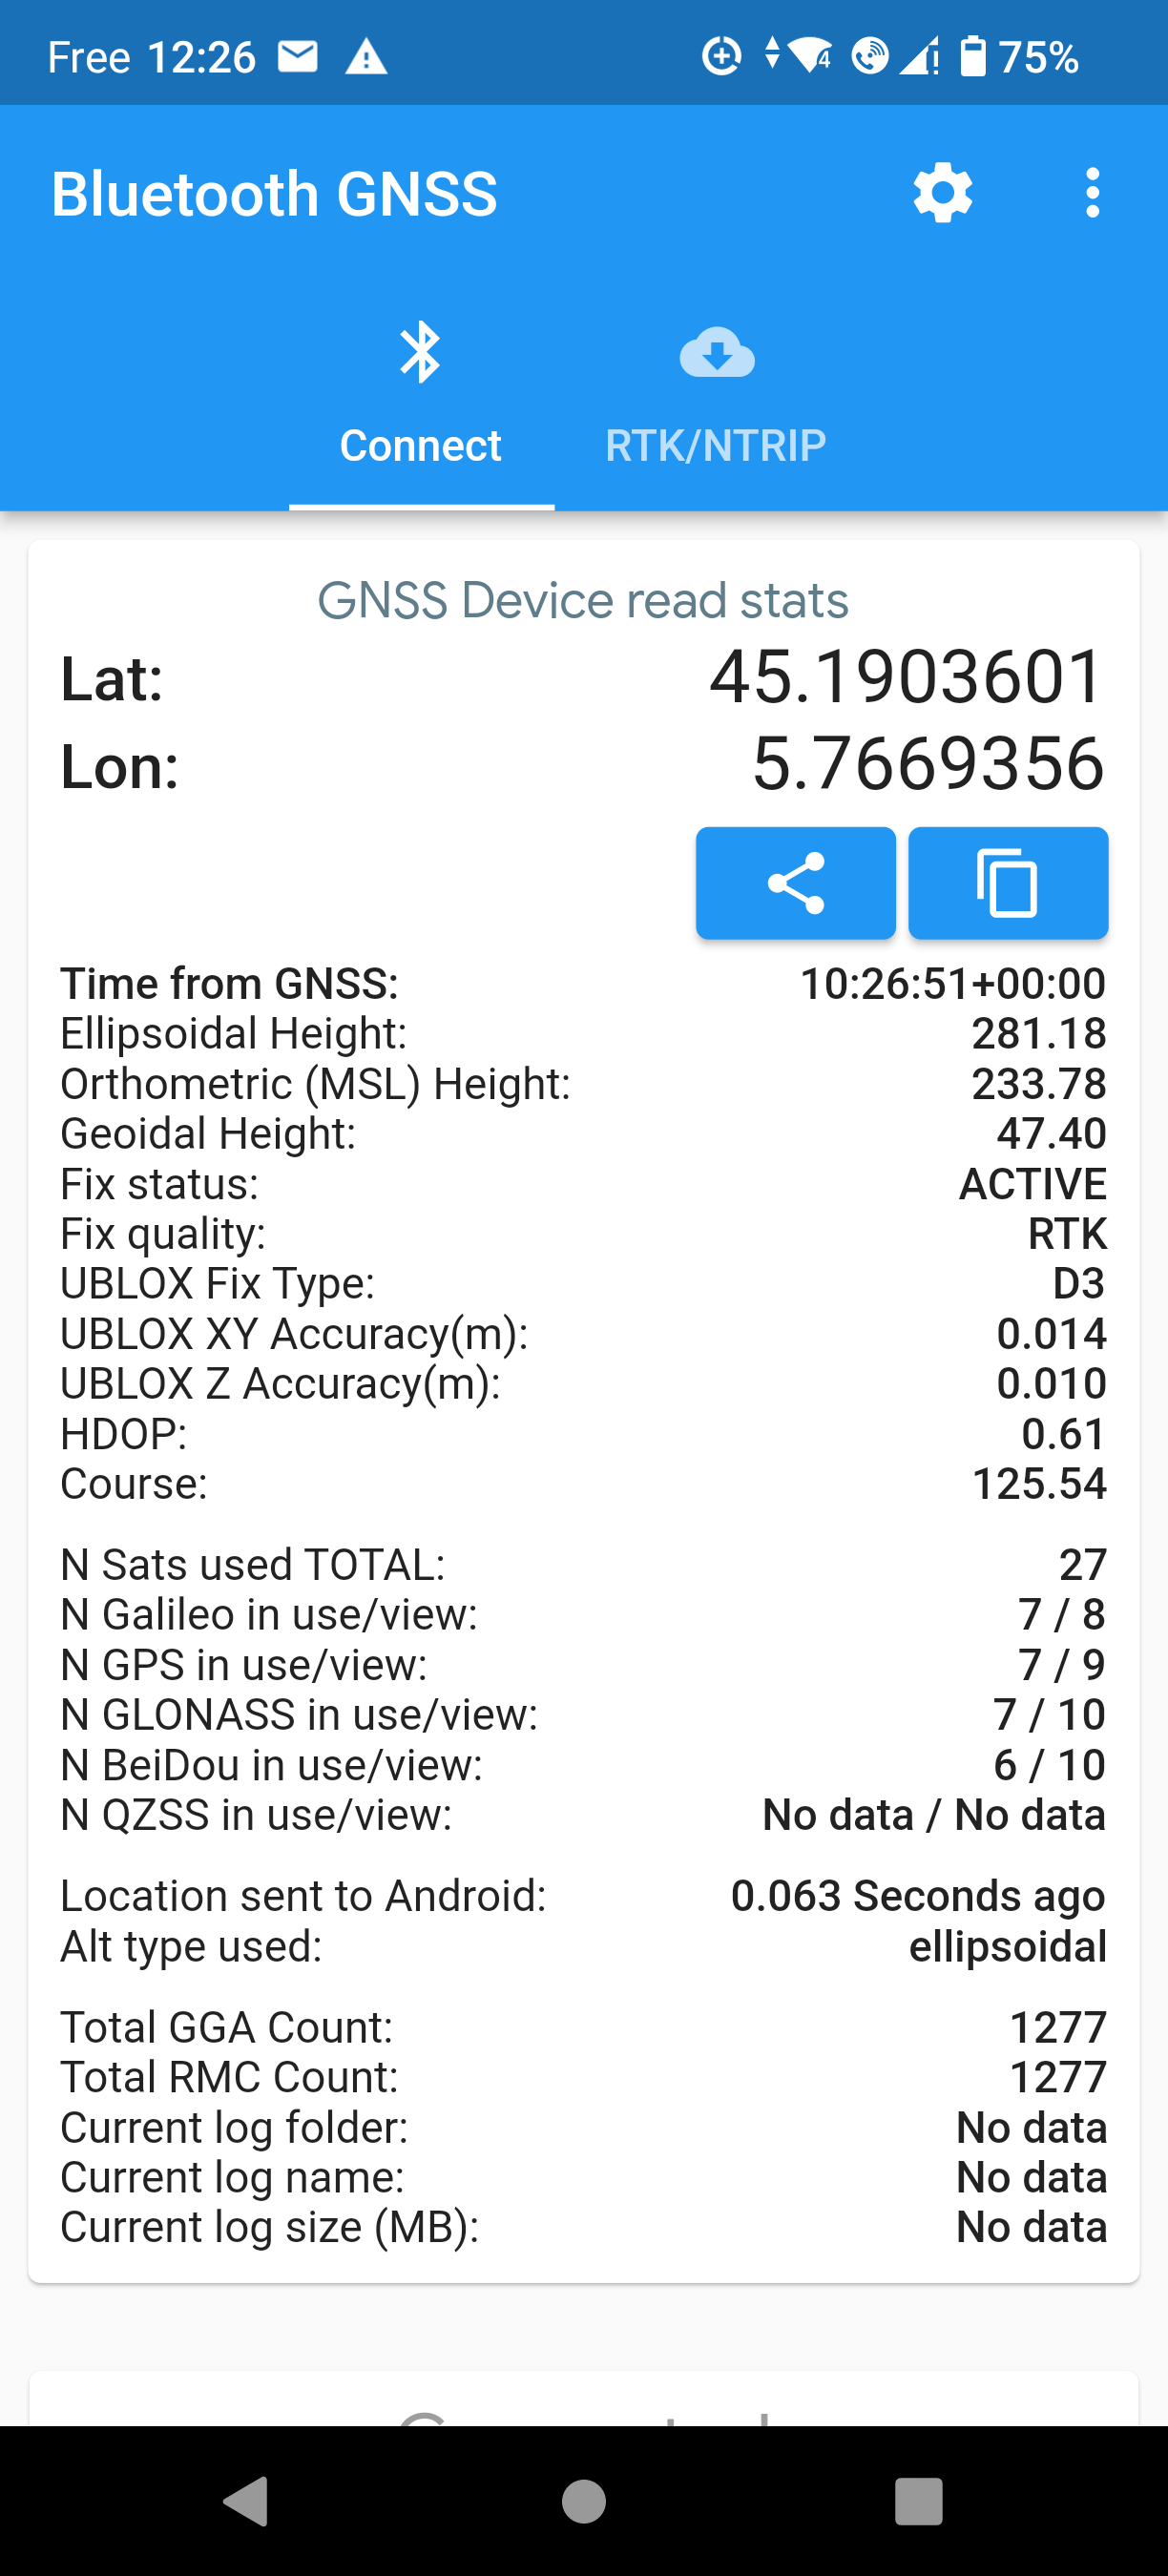 Free 12:26 4 75%
Bluetooth GNSS
Connect RTK/NTRIP
GNSS Device read stats
Lat: 45.1903601
Lon: 5.7669356
Time from GNSS: 10:26:51+00:00
Ellipsoidal Height: 281.18
Orthometric (MSL) Height: 233.78
Geoidal Height: 47.40
Fix status: ACTIVE
Fix quality: RTK
UBLOX Fix Type: D3
UBLOX XY Accuracy(m): 0.014
UBLOX Z Accuracy(m): 0.010
HDOP: 0.61
Course: 125.54
N Sats used TOTAL: 27
N Galileo in use/view: 7 / 8
N GPS in use/view: 7 / 9
N GLONASS in use/view: 7 / 10
N BeiDou in use/view: 6 / 10
N QZSS in use/view: No data / No data
Location sent to Android: 0.063 Seconds ago
Alt type used: ellipsoidal
Total GGA Count: 1277
Total RMC Count: 1277
Current log folder: No data
Current log name: No data
Current log size (MB): No data